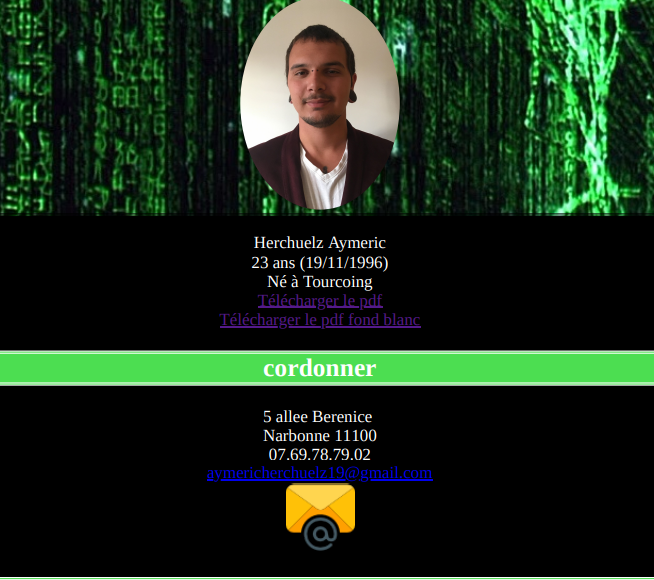 Herchuelz Aymeric
23 ans (19/11/1996)
Né à Tourcoing
Télécharger le pdf
Télécharger le pdf fond blanc
cordonner
5 allee Berenice
Narbonne 11100
07.69.78.79.02
aymericherchuelz19@gmail.com
@